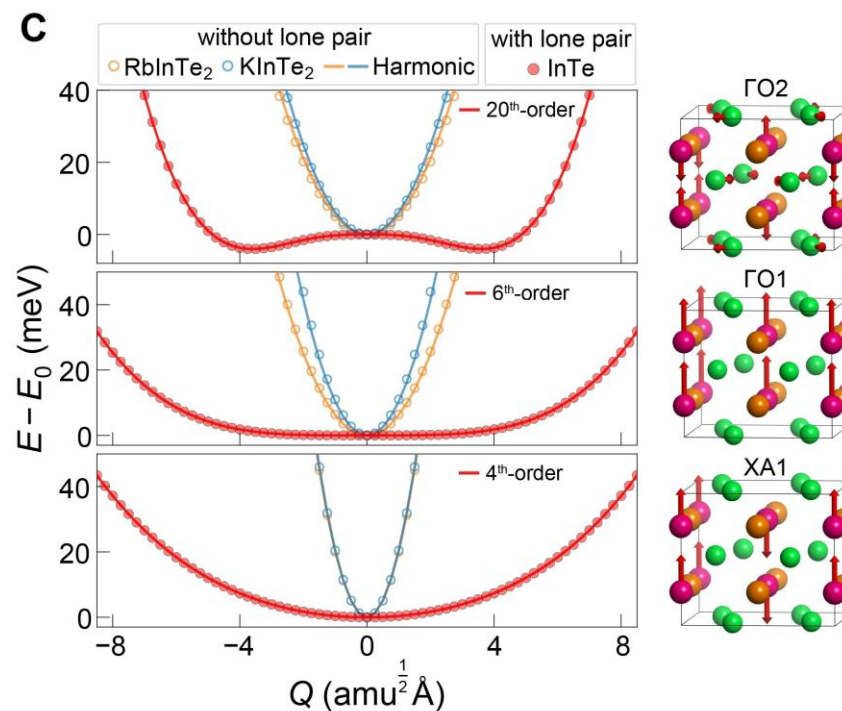 C
without lone pair
RbInTe₂ KInTe₂ Harmonic
with lone pair
InTe
40
20
0
20ᵗʰ-order
ΓO2
40
20
0
6ᵗʰ-order
ΓO1
40
20
0
4ᵗʰ-order
XA1
E – E₀ (meV)
−8 −4 0 4 8
Q (amu^{1/2} Å)